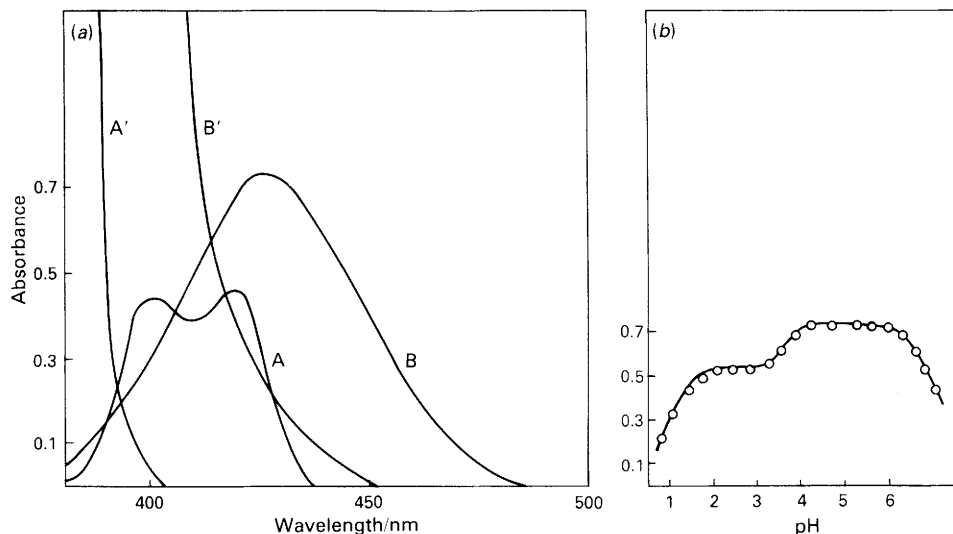 (a)
A′
B′
A
B
Absorbance
0.7
0.5
0.3
0.1
400
450
500
Wavelength/nm
(b)
0.7
0.5
0.3
0.1
1 2 3 4 5 6
pH